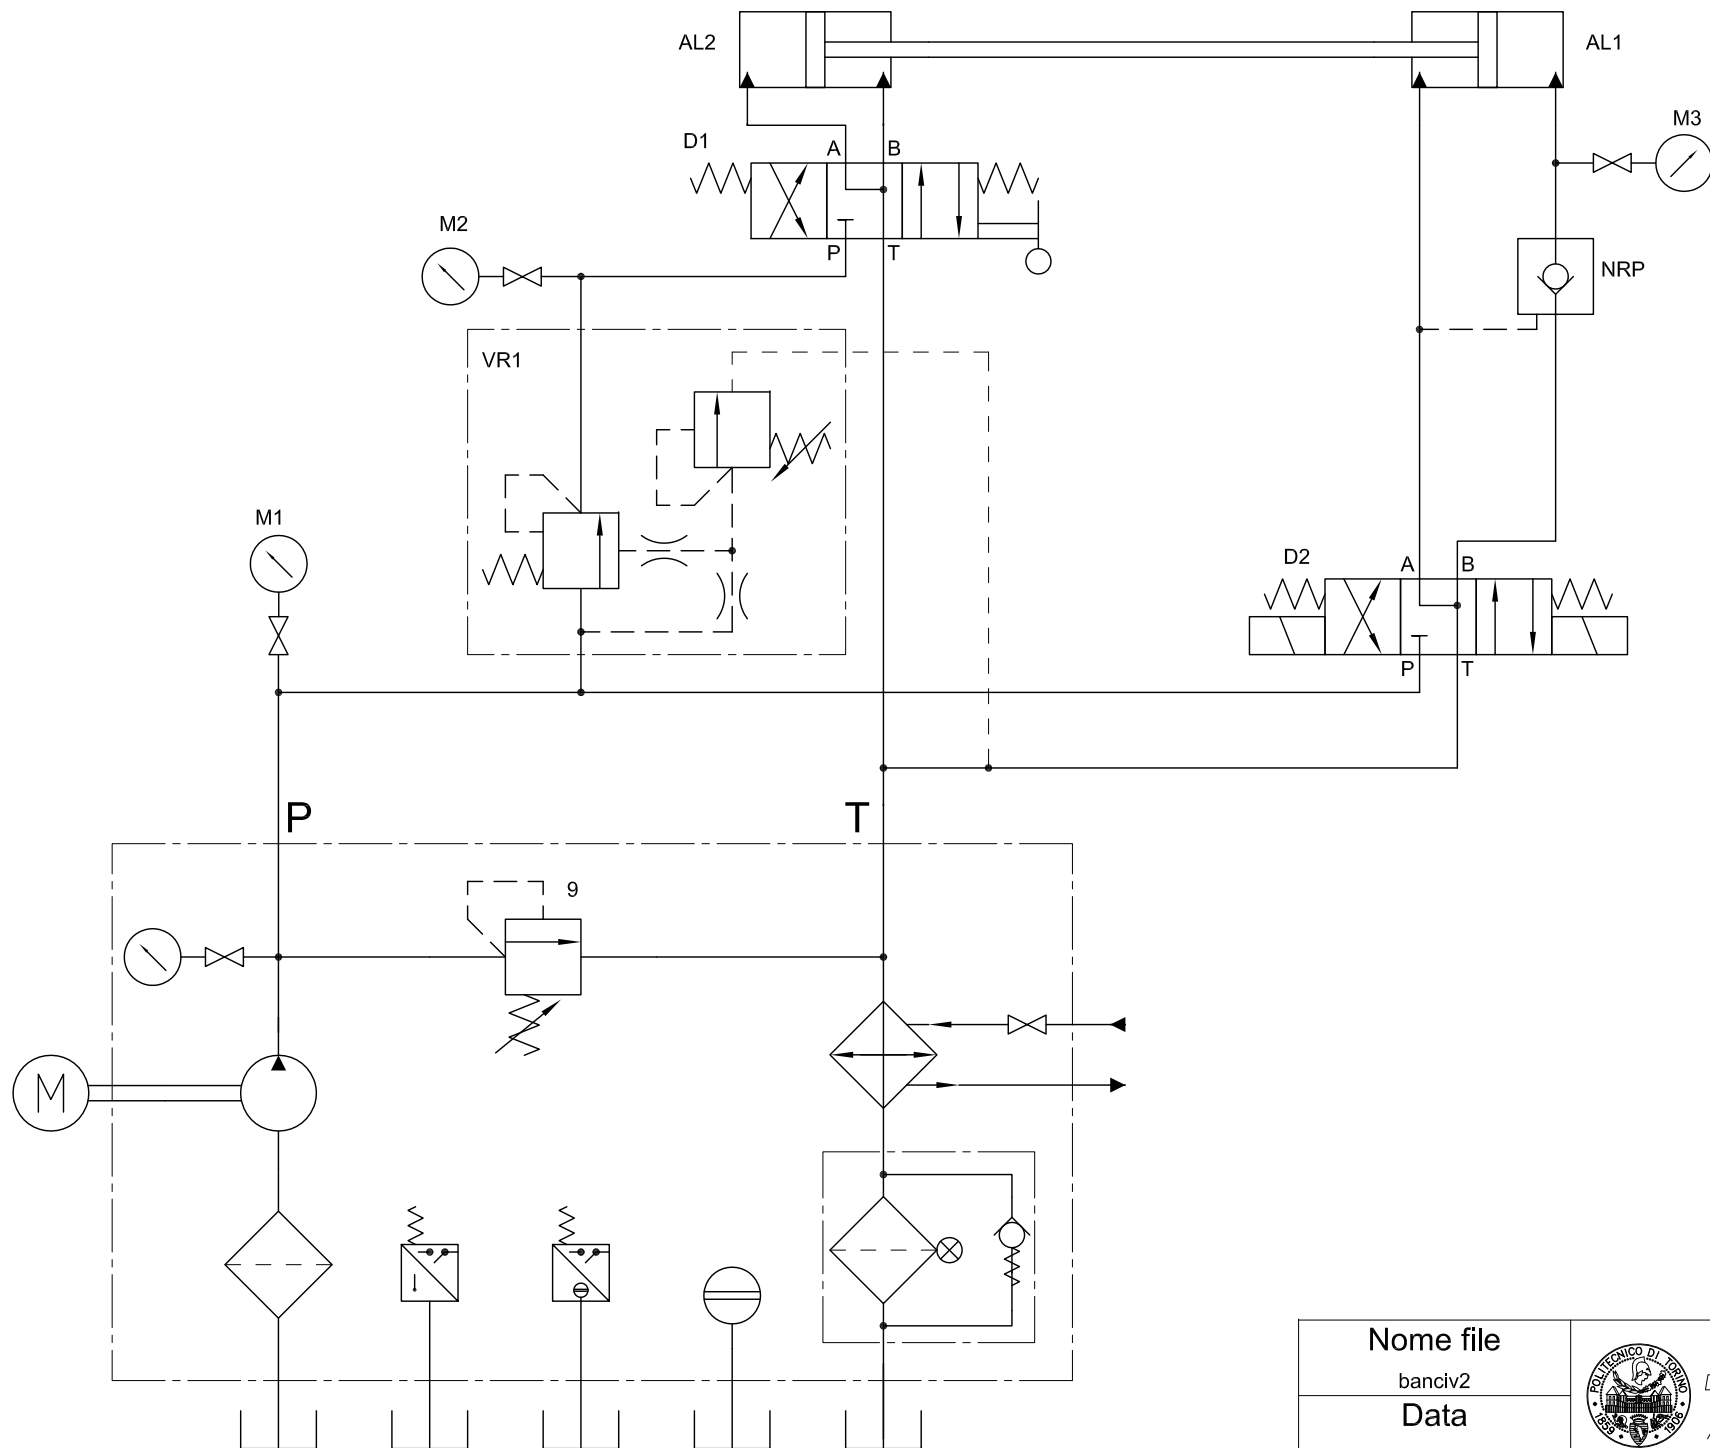 AL2
AL1
M3
D1
A
B
M2
P
T
NRP
VR1
M1
D2
A
B
P
T
P
T
9
M
Nome file
banciv2
Data
POLITECNICO DI TORINO
1859
1906